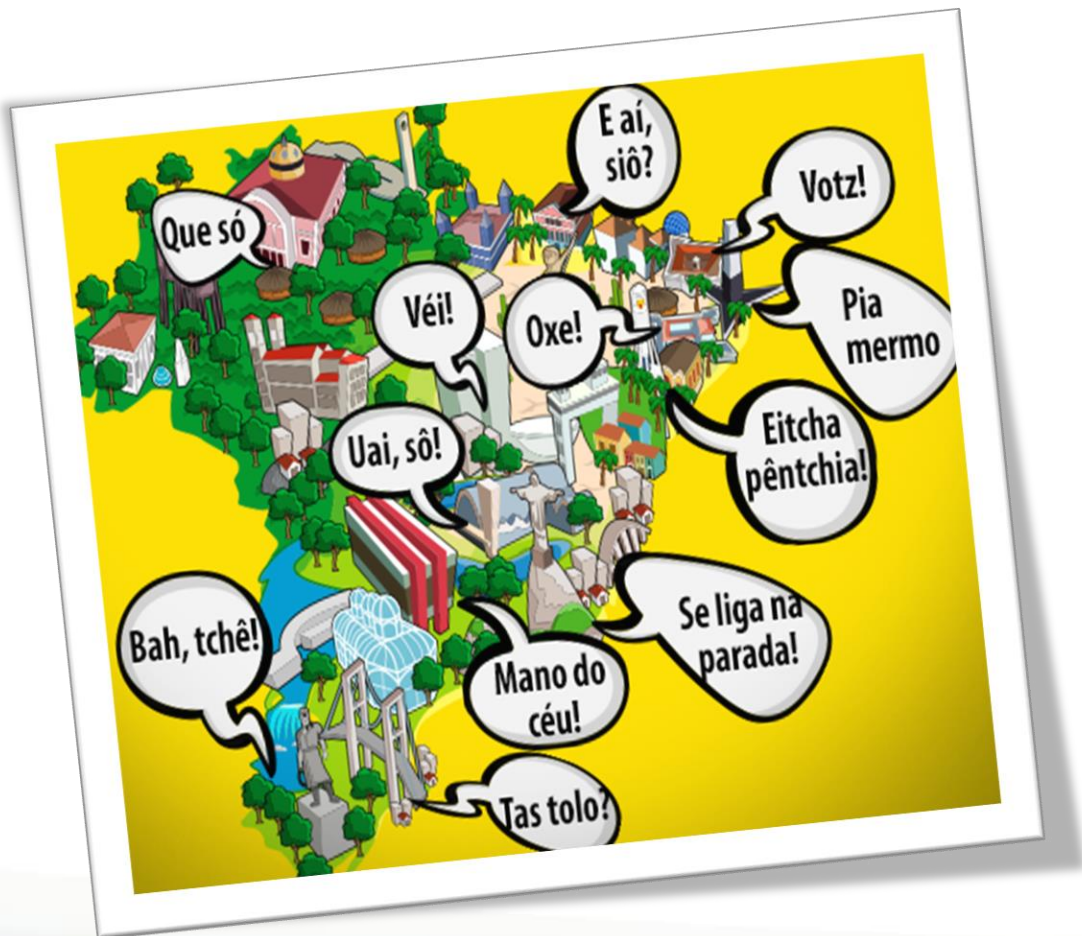 E aí,
siô?
Votz!
Que só
Véi!
Oxe!
Pia
mermo
Eitcha
pêntchia!
Uai, sô!
Se liga na
parada!
Bah, tchê!
Mano do
céu!
Tas tolo?